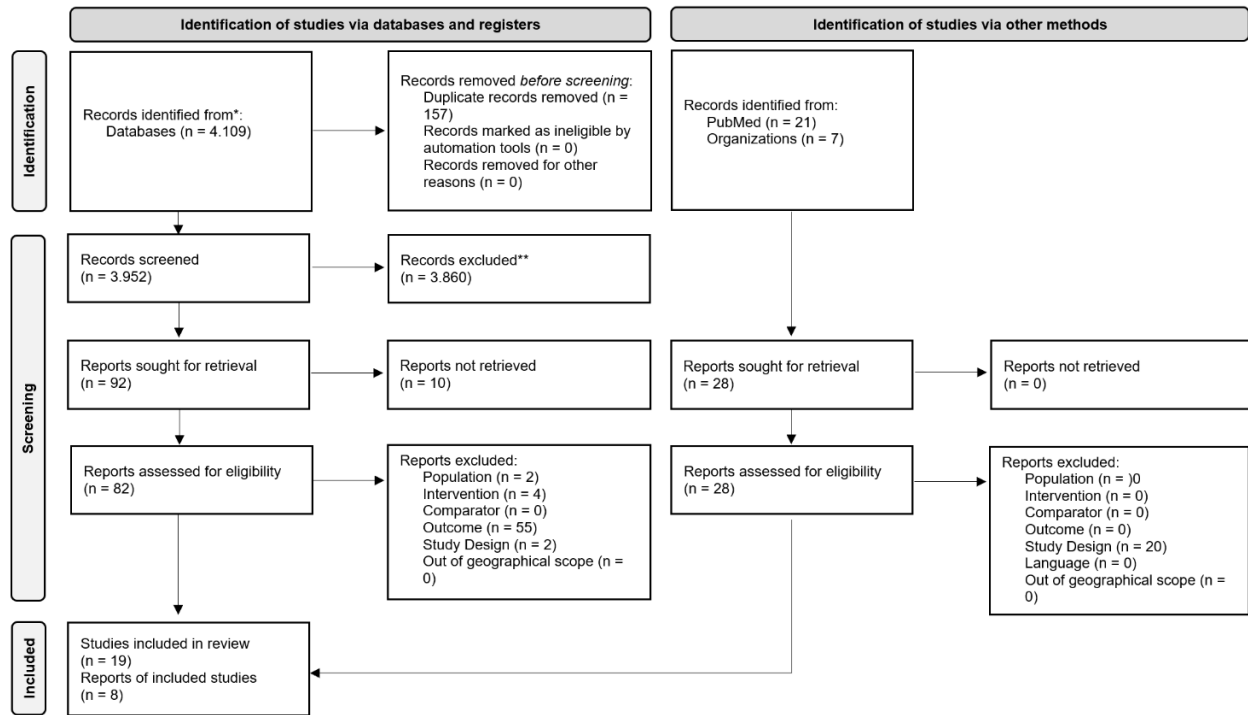 Identification of studies via databases and registers
Identification of studies via other methods
Identification
Records identified from*:
Databases (n = 4.109)
Records removed before screening:
Duplicate records removed (n =
157)
Records marked as ineligible by
automation tools (n = 0)
Records removed for other
reasons (n = 0)
Records identified from:
PubMed (n = 21)
Organizations (n = 7)
Screening
Records screened
(n = 3.952)
Records excluded**
(n = 3.860)
Reports sought for retrieval
(n = 92)
Reports not retrieved
(n = 10)
Reports sought for retrieval
(n = 28)
Reports not retrieved
(n = 0)
Reports assessed for eligibility
(n = 82)
Reports excluded:
Population (n = 2)
Intervention (n = 4)
Comparator (n = 0)
Outcome (n = 55)
Study Design (n = 2)
Out of geographical scope (n =
0)
Reports assessed for eligibility
(n = 28)
Reports excluded:
Population (n = )0
Intervention (n = 0)
Comparator (n = 0)
Outcome (n = 0)
Study Design (n = 20)
Language (n = 0)
Out of geographical scope (n =
0)
Included
Studies included in review
(n = 19)
Reports of included studies
(n = 8)